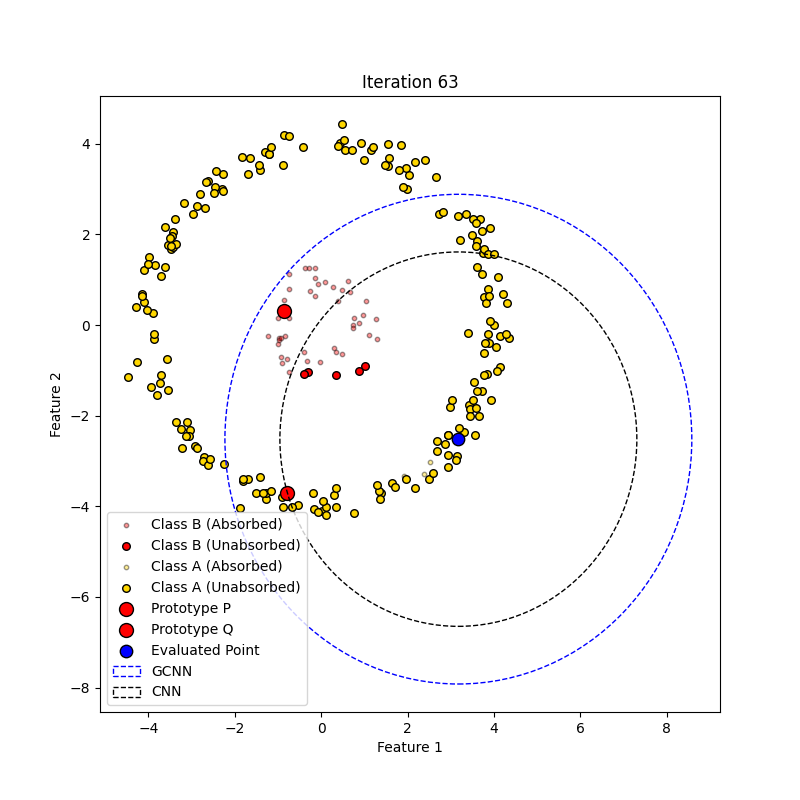 Iteration 63
Feature 2
4
2
0
−2
−4
−6
−8
Class B (Absorbed)
Class B (Unabsorbed)
Class A (Absorbed)
Class A (Unabsorbed)
Prototype P
Prototype Q
Evaluated Point
GCNN
CNN
−4 −2 0 2 4 6 8
Feature 1